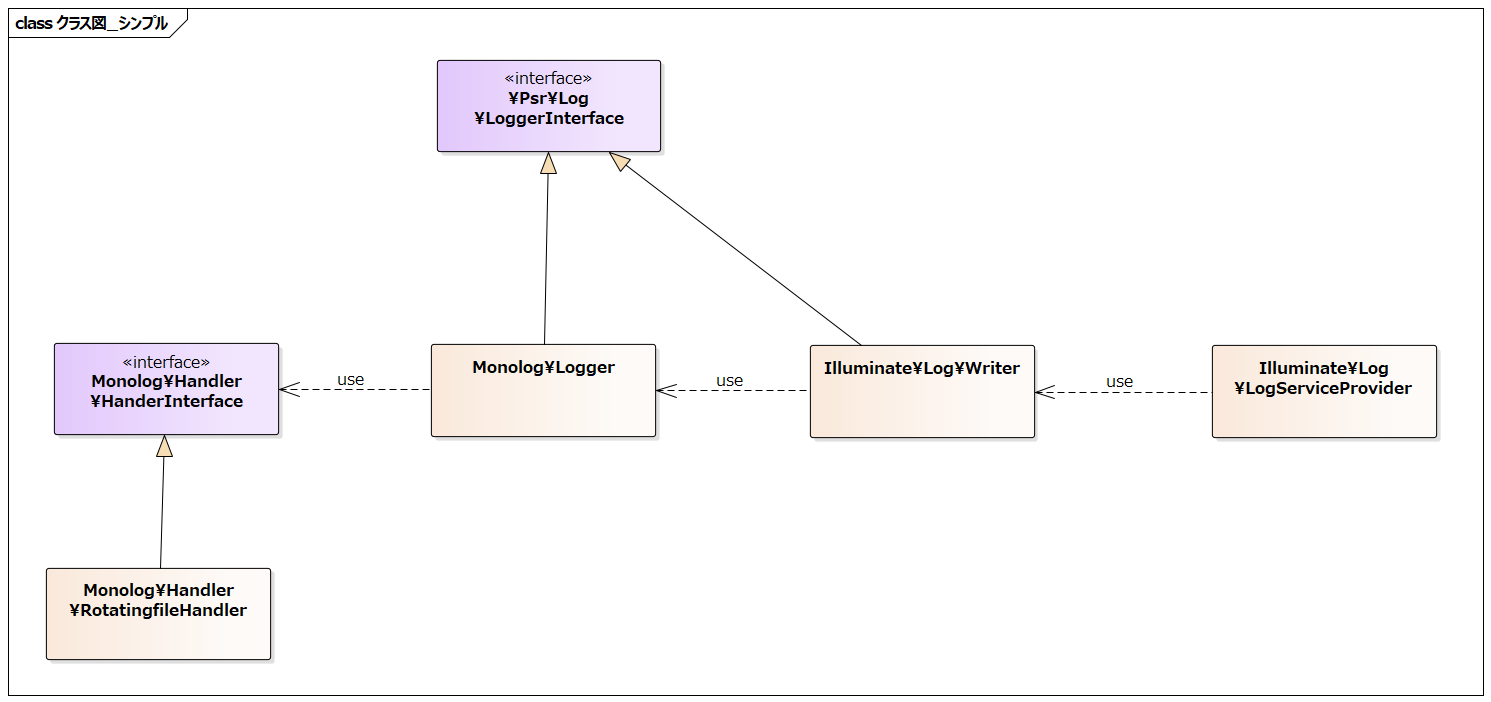 class クラス図_シンプル
«interface»
¥Psr¥Log
¥LoggerInterface
«interface»
Monolog¥Handler
¥HanderInterface
use
Monolog¥Logger
use
Illuminate¥Log¥Writer
use
Illuminate¥Log
¥LogServiceProvider
Monolog¥Handler
¥RotatingfileHandler